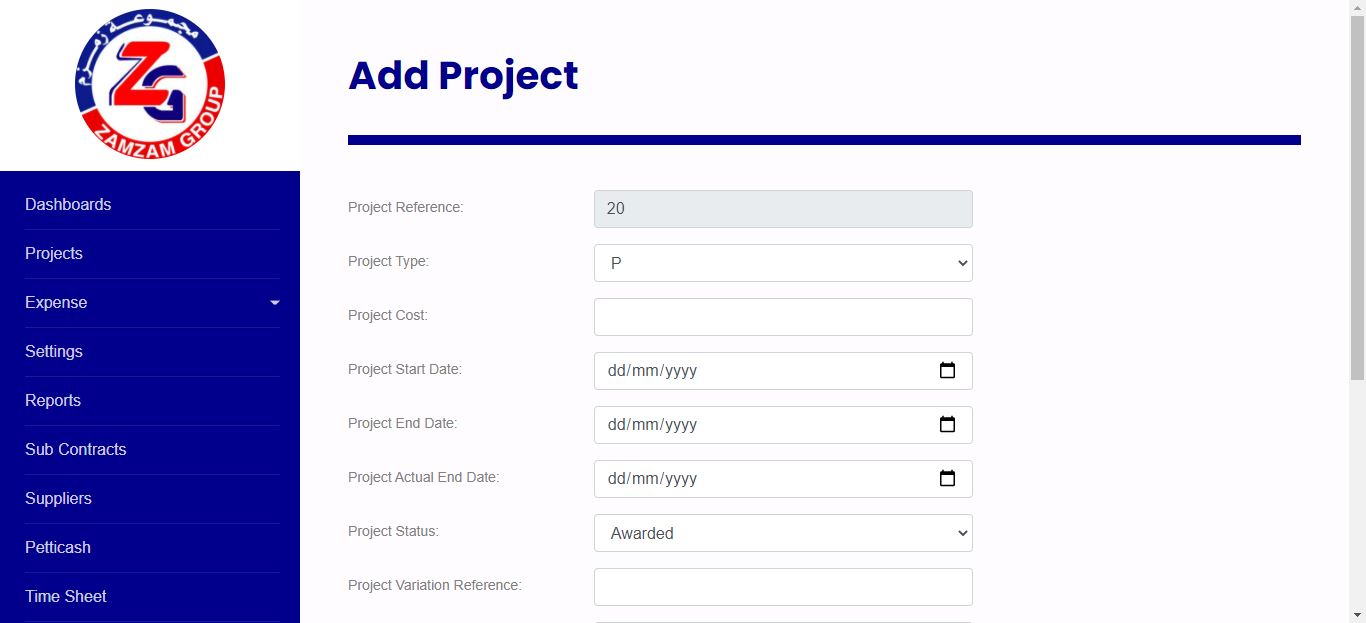 مجموعة زمزم
ZG
ZAMZAM GROUP
Dashboards
Projects
Expense
Settings
Reports
Sub Contracts
Suppliers
Petticash
Time Sheet
Add Project
Project Reference: 20
Project Type: P
Project Cost:
Project Start Date: dd/mm/yyyy
Project End Date: dd/mm/yyyy
Project Actual End Date: dd/mm/yyyy
Project Status: Awarded
Project Variation Reference: